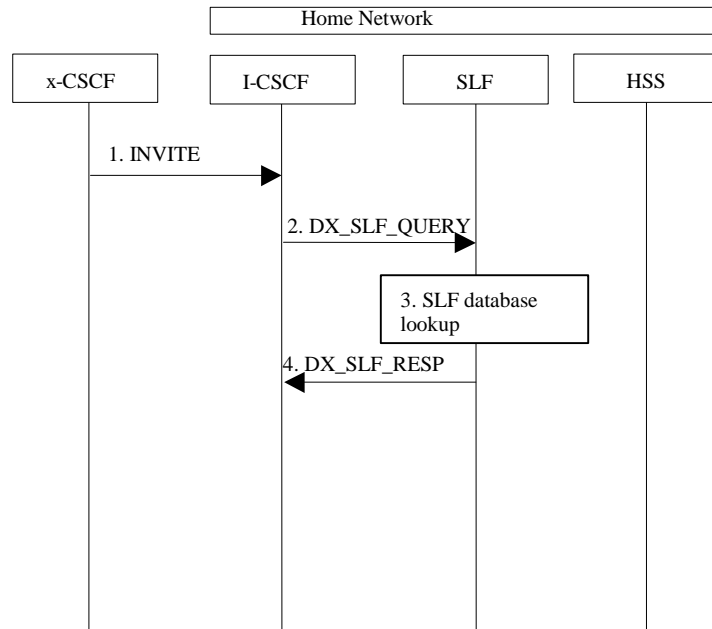 Home Network
x-CSCF
I-CSCF
SLF
HSS
1. INVITE
2. DX_SLF_QUERY
3. SLF database
lookup
4. DX_SLF_RESP